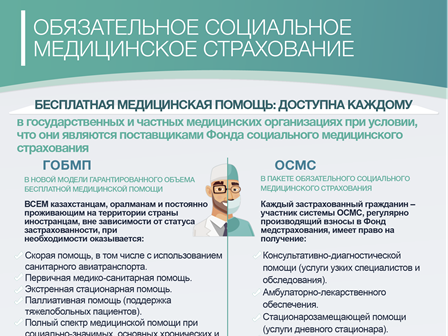 ОБЯЗАТЕЛЬНОЕ СОЦИАЛЬНОЕ
МЕДИЦИНСКОЕ СТРАХОВАНИЕ
БЕСПЛАТНАЯ МЕДИЦИНСКАЯ ПОМОЩЬ: ДОСТУПНА КАЖДОМУ
в государственных и частных медицинских организациях при условии,
что они являются поставщиками Фонда социального медицинского
страхования
ГОБМП
В НОВОЙ МОДЕЛИ ГАРАНТИРОВАННОГО ОБЪЕМА
БЕСПЛАТНОЙ МЕДИЦИНСКОЙ ПОМОЩИ
ВСЕМ казахстанцам, оралманам и постоянно
проживающим на территории страны
иностранцам, вне зависимости от статуса
застрахованности, при
необходимости оказывается:
Скорая помощь, в том числе с использованием
санитарного авиатранспорта.
Первичная медико-санитарная помощь.
Экстренная стационарная помощь.
Паллиативная помощь (поддержка
тяжелобольных пациентов).
Полный спектр медицинской помощи при
социально-значимых, основных хронических и
ОСМС
В ПАКЕТЕ ОБЯЗАТЕЛЬНОГО СОЦИАЛЬНОГО
МЕДИЦИНСКОГО СТРАХОВАНИЯ
Каждый застрахованный гражданин –
участник системы ОСМС, регулярно
производящий взносы в Фонд
медстрахования, имеет право на
получение:
Консультативно-диагностической
помощи (услуги узких специалистов и
обследования).
Амбулаторно-лекарственного
обеспечения.
Стационарозамещающей помощи
(услуги дневного стационара).